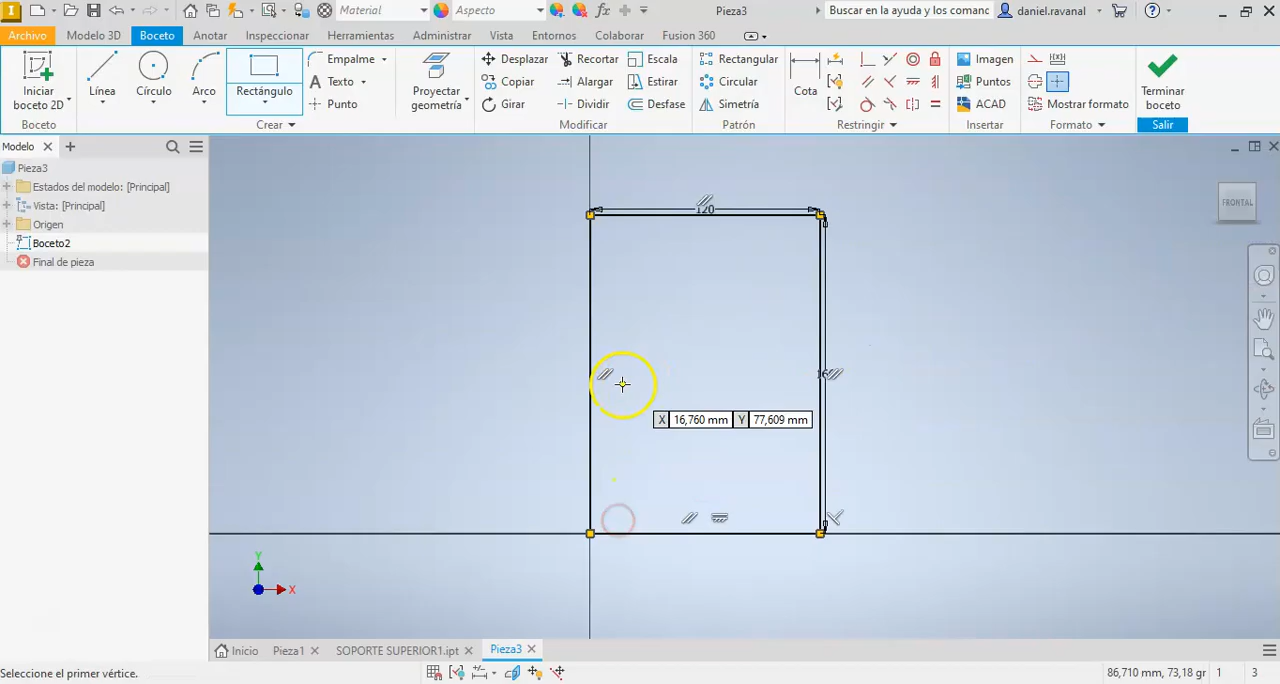 Material
Aspecto
fx
Pieza3
Buscar en la ayuda y los comanc
daniel.ravanal
Archivo
Modelo 3D
Boceto
Anotar
Inspeccionar
Herramientas
Administrar
Vista
Entornos
Colaborar
Fusion 360
Iniciar
boceto 2D
Línea
Círculo
Arco
Rectángulo
Empalme
Texto
Punto
Proyectar
geometría
Desplazar
Copiar
Girar
Recortar
Alargar
Dividir
Escala
Estirar
Desfase
Rectangular
Circular
Simetría
Cota
Imagen
Puntos
ACAD
Mostrar formato
Terminar
boceto
Boceto
Crear
Modificar
Patrón
Restringir
Insertar
Formato
Salir
Modelo
Pieza3
Estados del modelo: [Principal]
Vista: [Principal]
Origen
Boceto2
Final de pieza
120
FRONTAL
X 16,760 mm Y 77,609 mm
Y
X
Inicio
Pieza1
SOPORTE SUPERIOR1.ipt
Pieza3
Seleccione el primer vértice.
86,710 mm, 73,18 gr
1
3